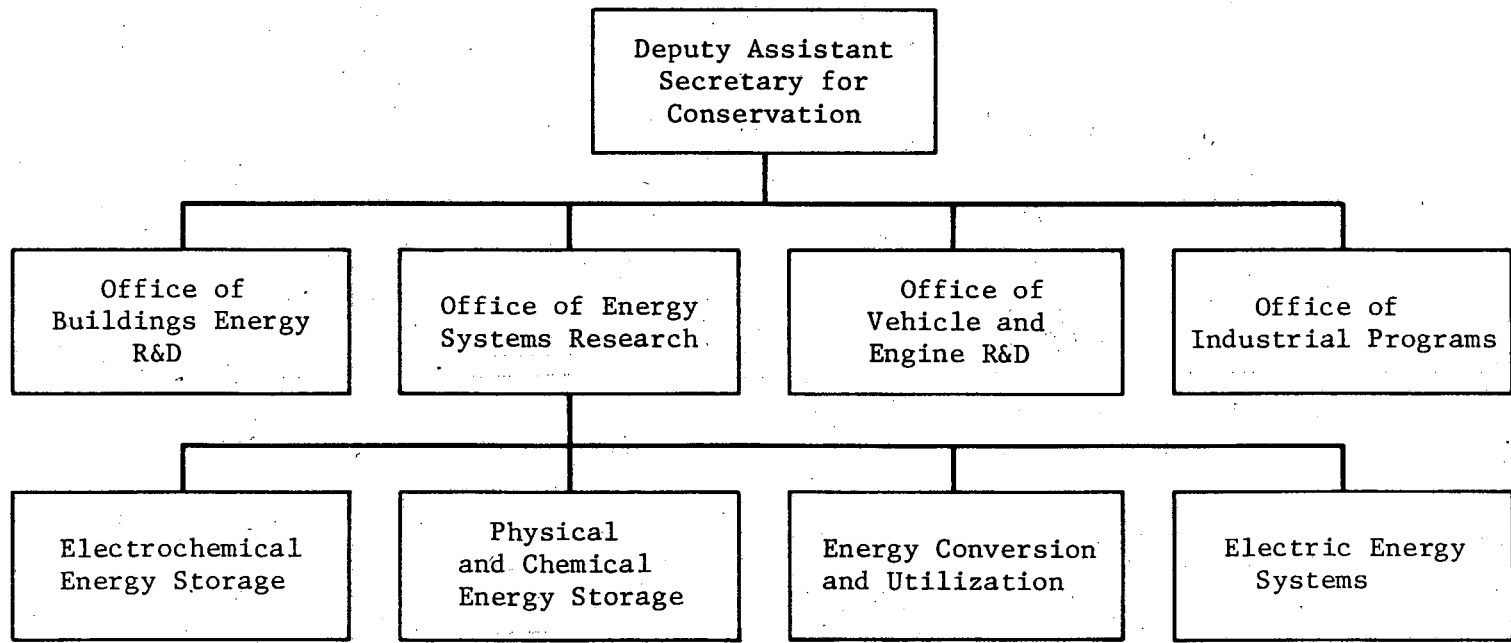 Deputy Assistant
Secretary for
Conservation
Office of
Buildings Energy
R&D
Office of Energy
Systems Research
Office of
Vehicle and
Engine R&D
Office of
Industrial Programs
Electrochemical
Energy Storage
Physical
and Chemical
Energy Storage
Energy Conversion
and Utilization
Electric Energy
Systems